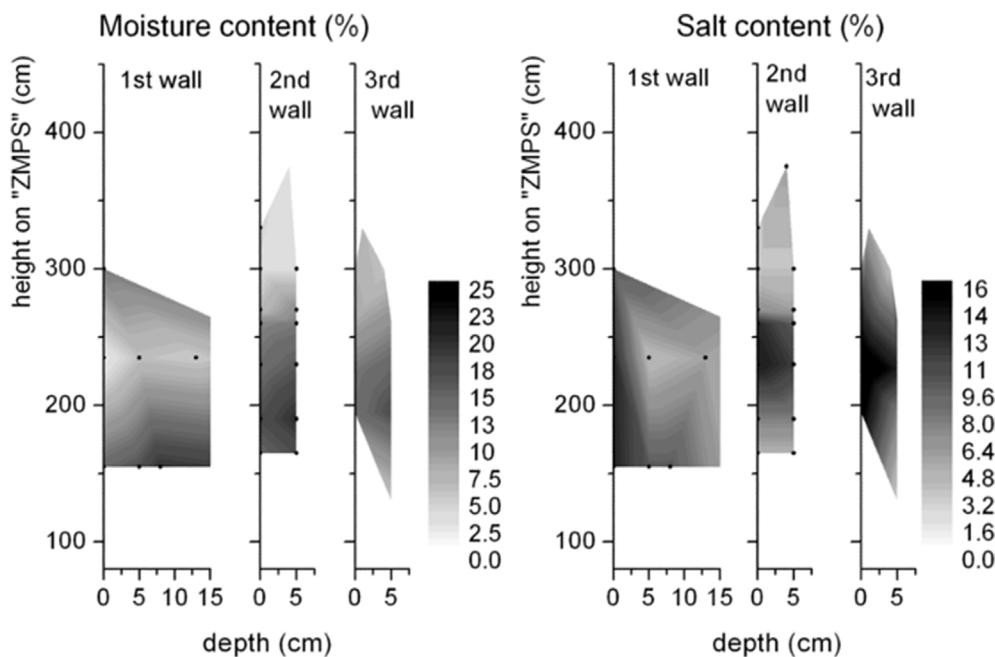 Moisture content (%)
height on "ZMPS" (cm)
1st wall
2nd
wall
3rd
wall
400
300
200
100
0 5 10 15
0 5
0 5
depth (cm)
25
23
20
18
15
13
10
7.5
5.0
2.5
0.0
Salt content (%)
height on "ZMPS" (cm)
1st wall
2nd
wall
3rd
wall
400
300
200
100
0 5 10 15
0 5
0 5
depth (cm)
16
14
13
11
9.6
8.0
6.4
4.8
3.2
1.6
0.0